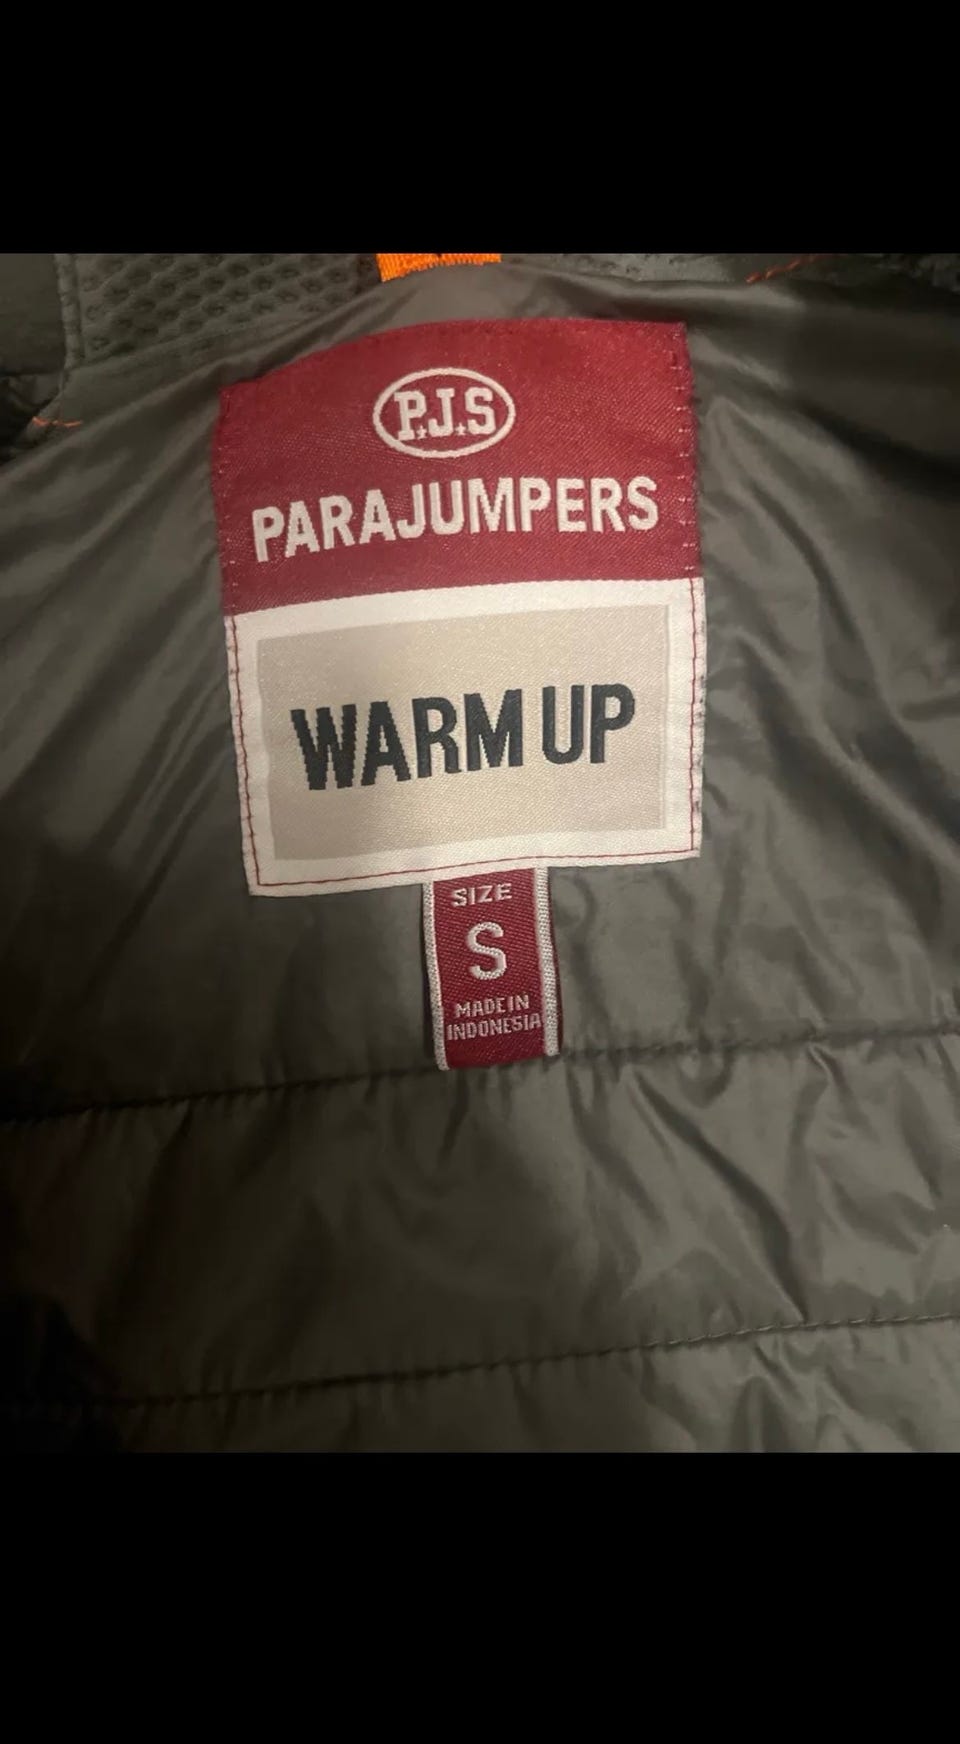 P.J.S
PARAJUMPERS
WARM UP
SIZE
S
MADE IN
INDONESIA